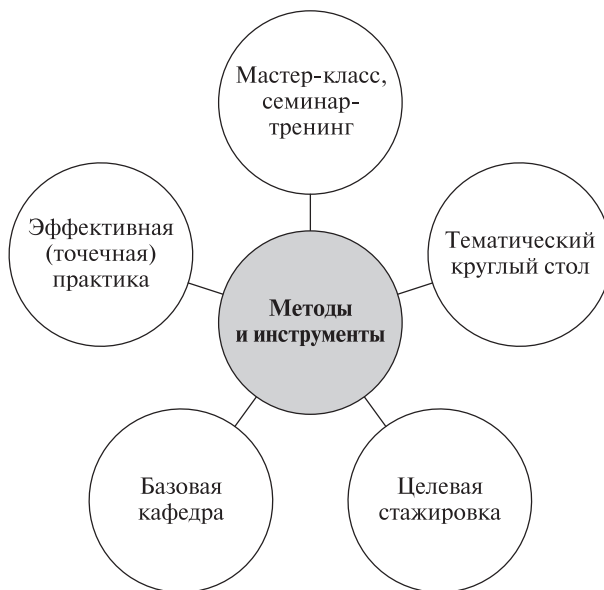 Мастер-класс,
семинар-
тренинг
Эффективная
(точечная)
практика
Тематический
круглый стол
Методы
и инструменты
Базовая
кафедра
Целевая
стажировка